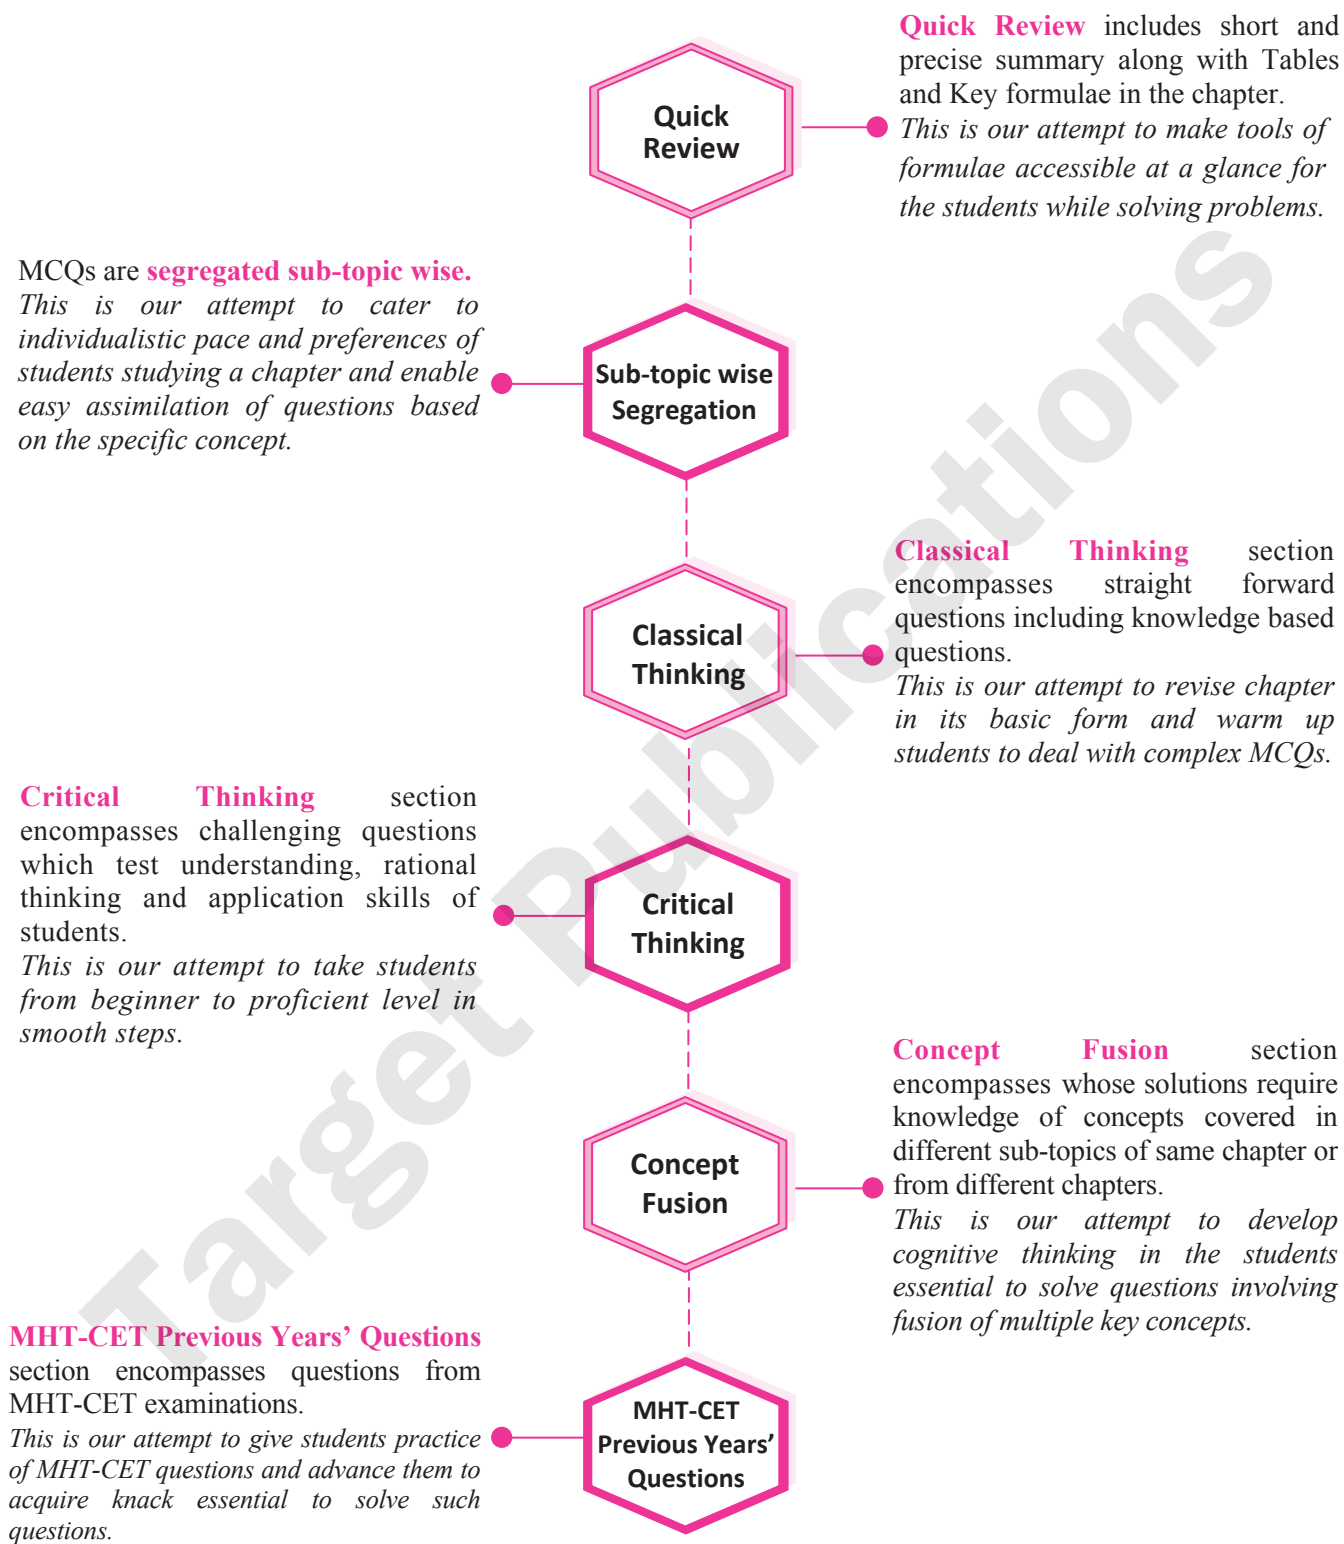 Quick Review includes short and
precise summary along with Tables
and Key formulae in the chapter.
This is our attempt to make tools of
formulae accessible at a glance for
the students while solving problems.
Quick
Review
MCQs are segregated sub-topic wise.
This is our attempt to cater to
individualistic pace and preferences of
students studying a chapter and enable
easy assimilation of questions based
on the specific concept.
Sub-topic wise
Segregation
Classical Thinking section
encompasses straight forward
questions including knowledge based
questions.
This is our attempt to revise chapter
in its basic form and warm up
students to deal with complex MCQs.
Classical
Thinking
Critical Thinking section
encompasses challenging questions
which test understanding, rational
thinking and application skills of
students.
This is our attempt to take students
from beginner to proficient level in
smooth steps.
Critical
Thinking
Concept Fusion section
encompasses whose solutions require
knowledge of concepts covered in
different sub-topics of same chapter or
from different chapters.
This is our attempt to develop
cognitive thinking in the students
essential to solve questions involving
fusion of multiple key concepts.
Concept
Fusion
MHT-CET Previous Years’ Questions
section encompasses questions from
MHT-CET examinations.
This is our attempt to give students practice
of MHT-CET questions and advance them to
acquire knack essential to solve such
questions.
MHT-CET
Previous Years’
Questions
Target Publications